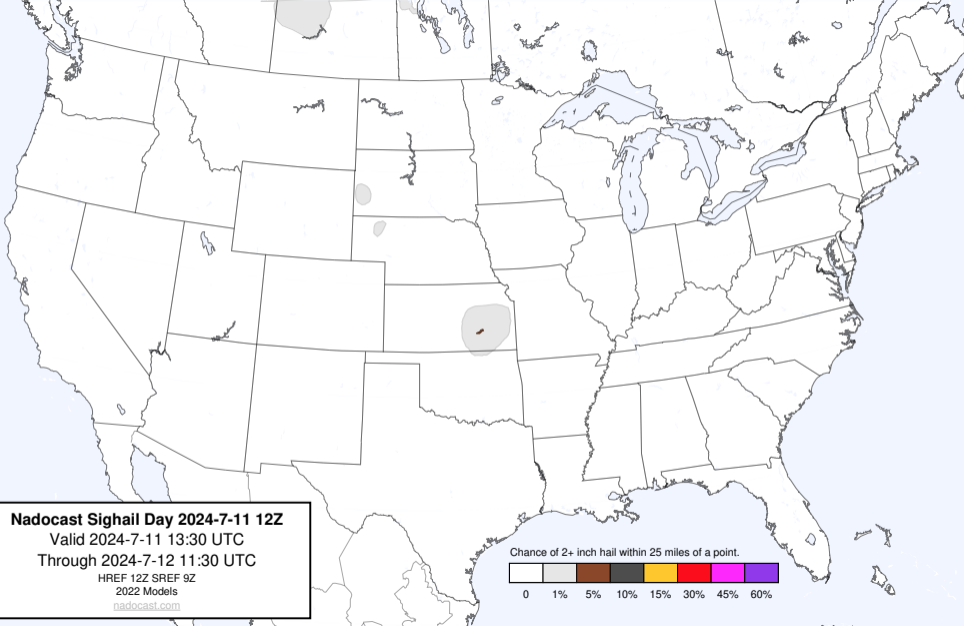 Nadocast Sighail Day 2024-7-11 12Z
Valid 2024-7-11 13:30 UTC
Through 2024-7-12 11:30 UTC
HREF 12Z SREF 9Z
2022 Models
nadocast.com
Chance of 2+ inch hail within 25 miles of a point.
0 1% 5% 10% 15% 30% 45% 60%